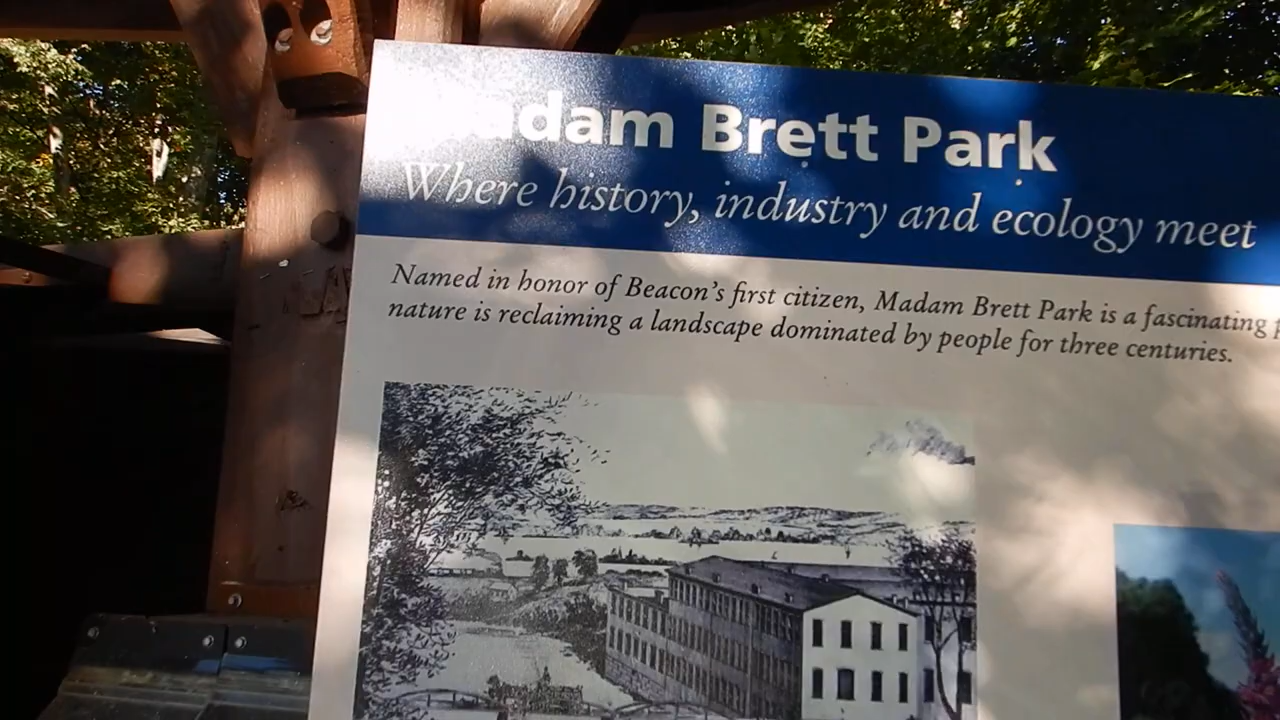 Madam Brett Park
Where history, industry and ecology meet
Named in honor of Beacon's first citizen, Madam Brett Park is a fascinating
nature is reclaiming a landscape dominated by people for three centuries.